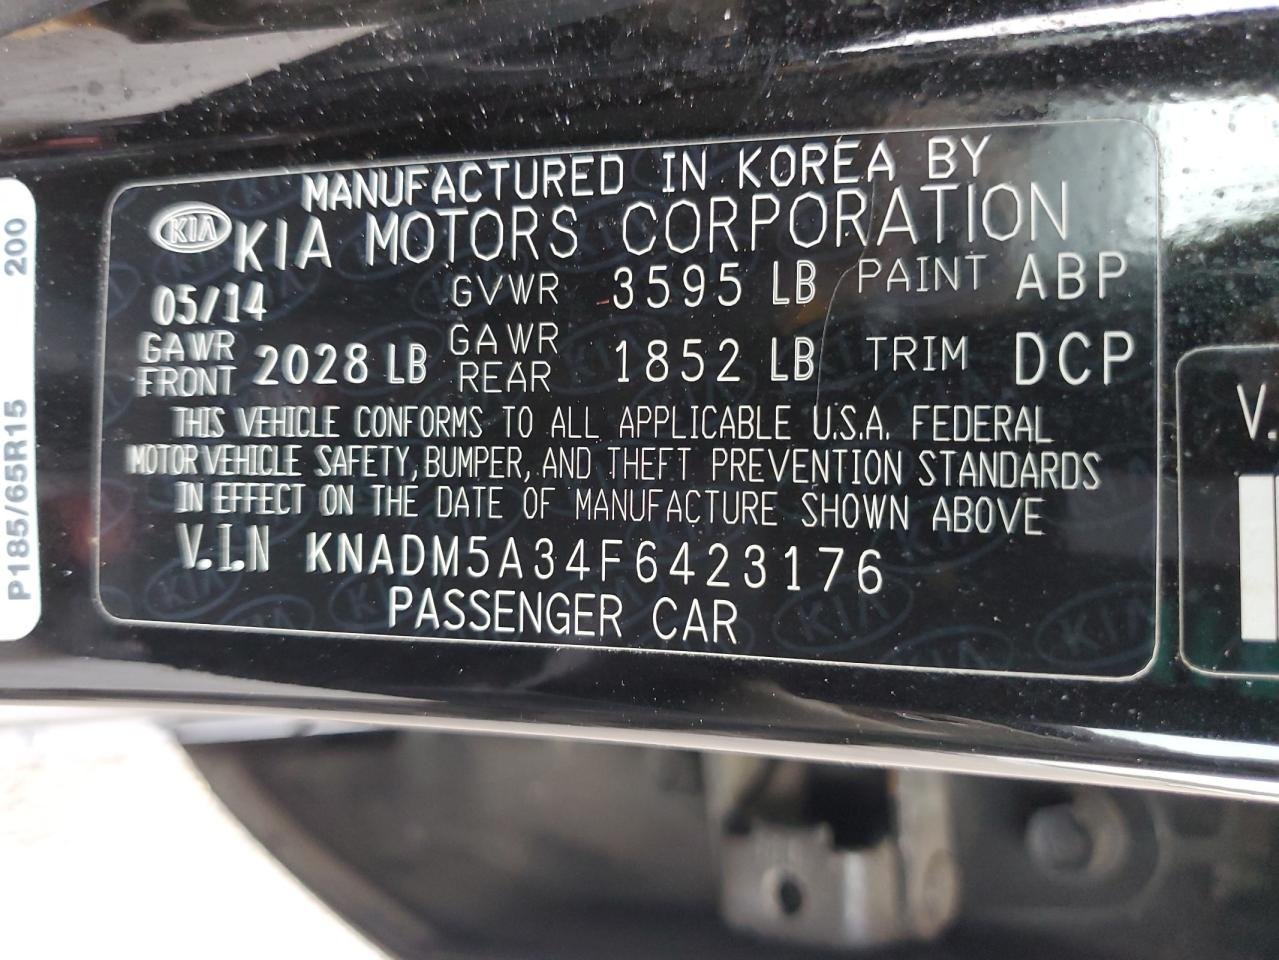 MANUFACTURED IN KOREA BY
KIA KIA MOTORS CORPORATION
05/14 GVWR 3595 LB PAINT ABP
GAWR FRONT 2028 LB GAWR REAR 1852 LB TRIM DCP
THIS VEHICLE CONFORMS TO ALL APPLICABLE U.S.A. FEDERAL
MOTOR VEHICLE SAFETY, BUMPER, AND THEFT PREVENTION STANDARDS
IN EFFECT ON THE DATE OF MANUFACTURE SHOWN ABOVE
V.I.N KNADM5A34F6423176
PASSENGER CAR
P185/65R15 200
V.